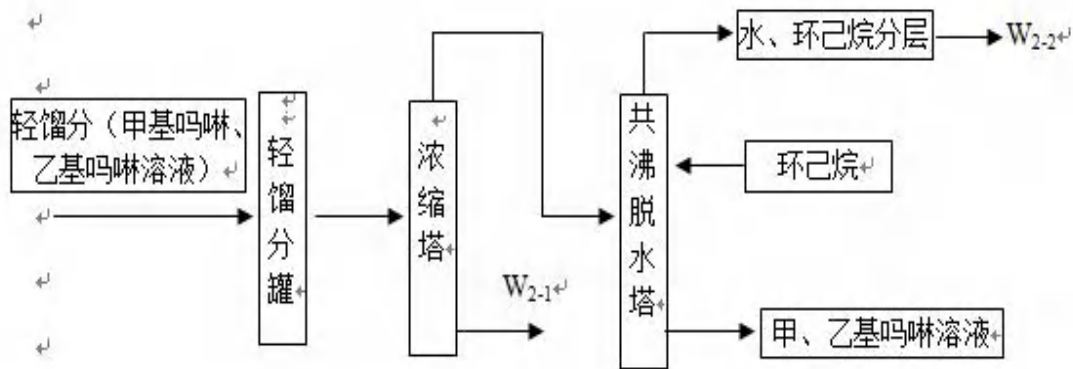 水、环己烷分层
W2-2
轻馏分（甲基吗啉、
乙基吗啉溶液）
轻馏分罐
浓缩塔
共沸脱水塔
环己烷
W2-1
甲、乙基吗啉溶液